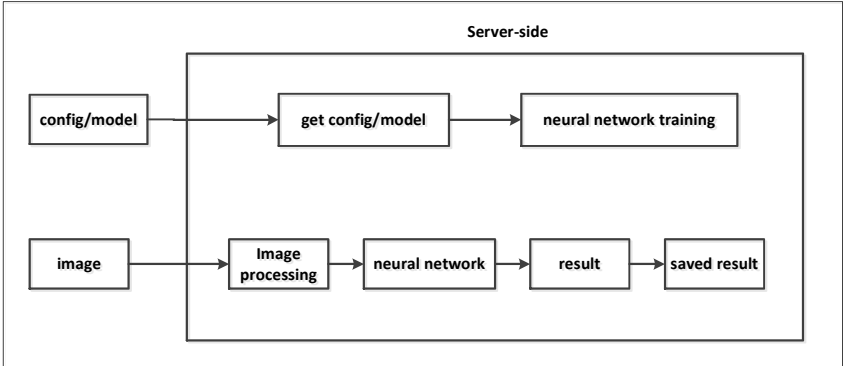 Server-side
config/model
get config/model
neural network training
image
Image
processing
neural network
result
saved result